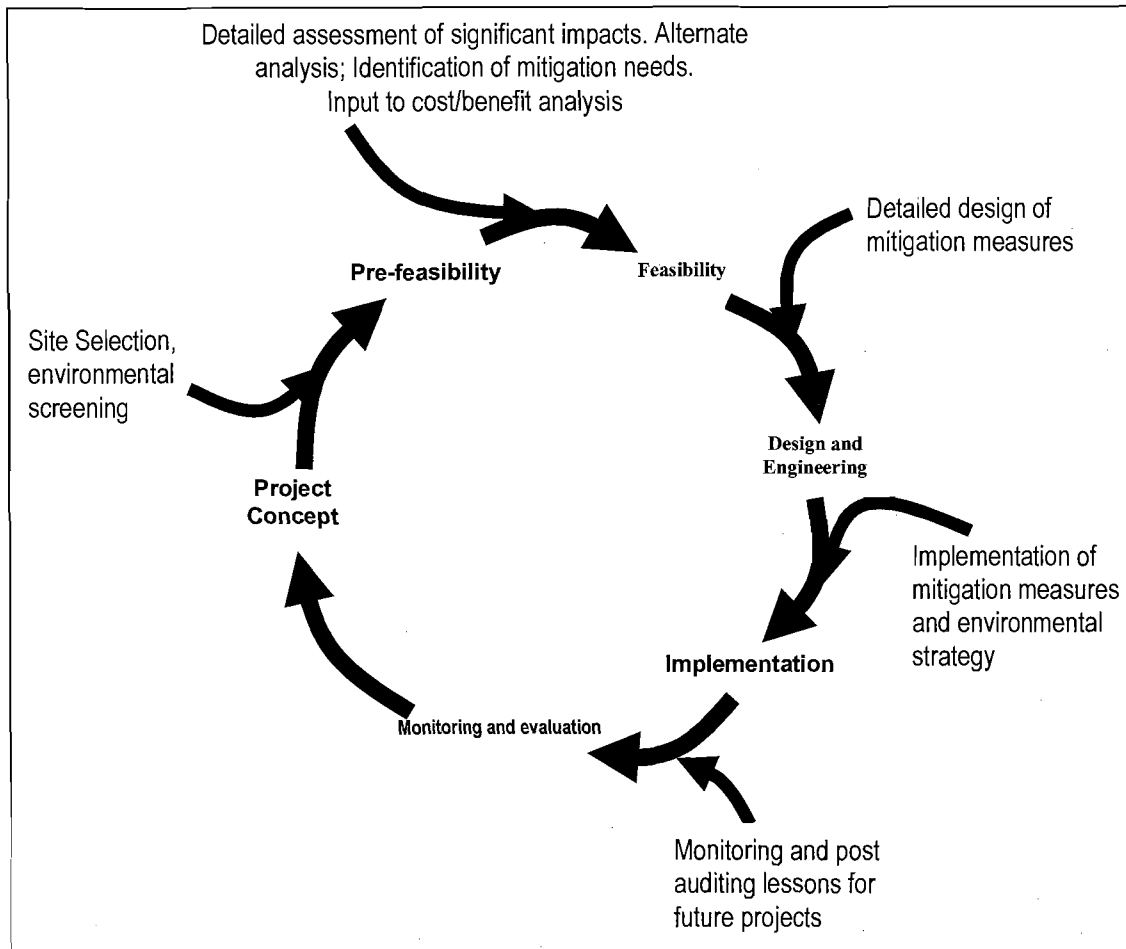 Detailed assessment of significant impacts. Alternate
analysis; Identification of mitigation needs.
Input to cost/benefit analysis
Detailed design of
mitigation measures
Pre-feasibility
Feasibility
Site Selection,
environmental
screening
Design and
Engineering
Project
Concept
Implementation of
mitigation measures
and environmental
strategy
Implementation
Monitoring and evaluation
Monitoring and post
auditing lessons for
future projects